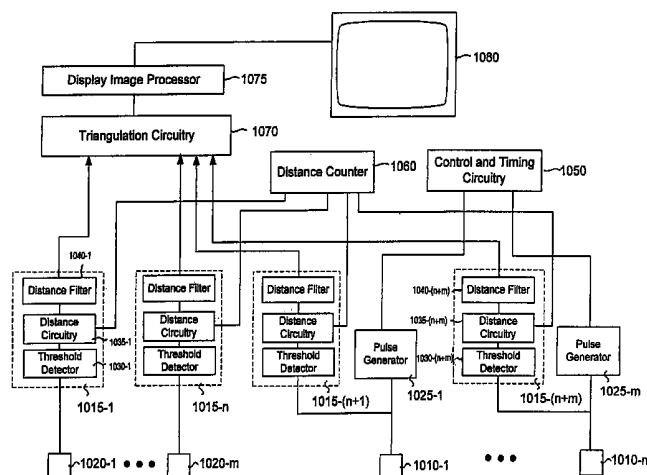 1080
Display Image Processor
1075
Triangulation Circuitry
1070
Distance Counter
1060
Control and Timing
Circuitry
1050
1040-1
Distance Filter
Distance
Circuitry
1035-1
Threshold
Detector
1030-1
1015-1
Distance Filter
Distance
Circuitry
Threshold
Detector
1015-n
Distance Filter
Distance
Circuitry
Threshold
Detector
1015-(n+1)
Pulse
Generator
1025-1
1040-(n+m)
Distance Filter
1035-(n+m)
Distance
Circuitry
1030-(n+m)
Threshold
Detector
1015-(n+m)
Pulse
Generator
1025-m
1020-1
1020-m
1010-1
1010-n